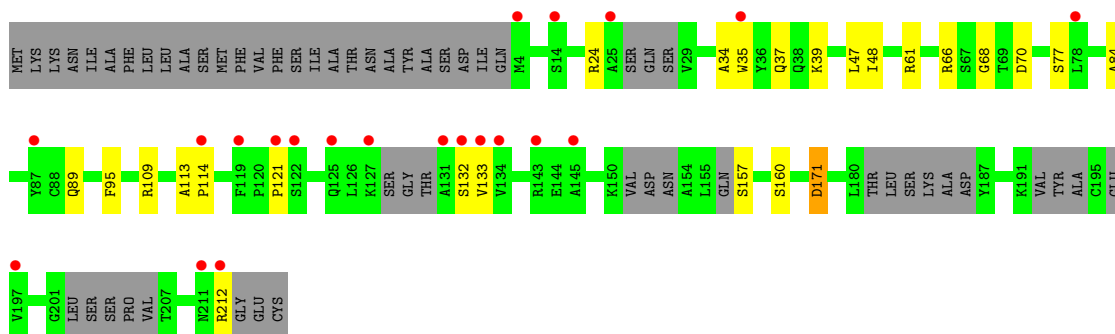 MET LYS LYS ASN ILE ALA PHE LEU LEU ALA SER MET PHE VAL PHE SER ILE ALA THR ASN ALA TYR ALA SER ASP ILE GLN M4 S14 R24 A25 SER GLN SER V29 A34 W35 Y36 Q37 Q38 K39 L47 I48 R61 R66 S67 G68 T69 D70 S77 L78 A84
Y87 C88 Q89 F95 R109 A113 P114 F119 P120 P121 S122 Q125 L126 K127 SER GLY THR A131 S132 V133 V134 R143 E144 A145 K150 VAL ASP ASN A154 L155 GLN S157 S160 D171 K180 THR LEU SER LYS ALA ASP Y187 K191 VAL TYR ALA C195 GLU
V197 G201 LEU SER SER PRO VAL T207 N211 R212 GLY GLU CYS